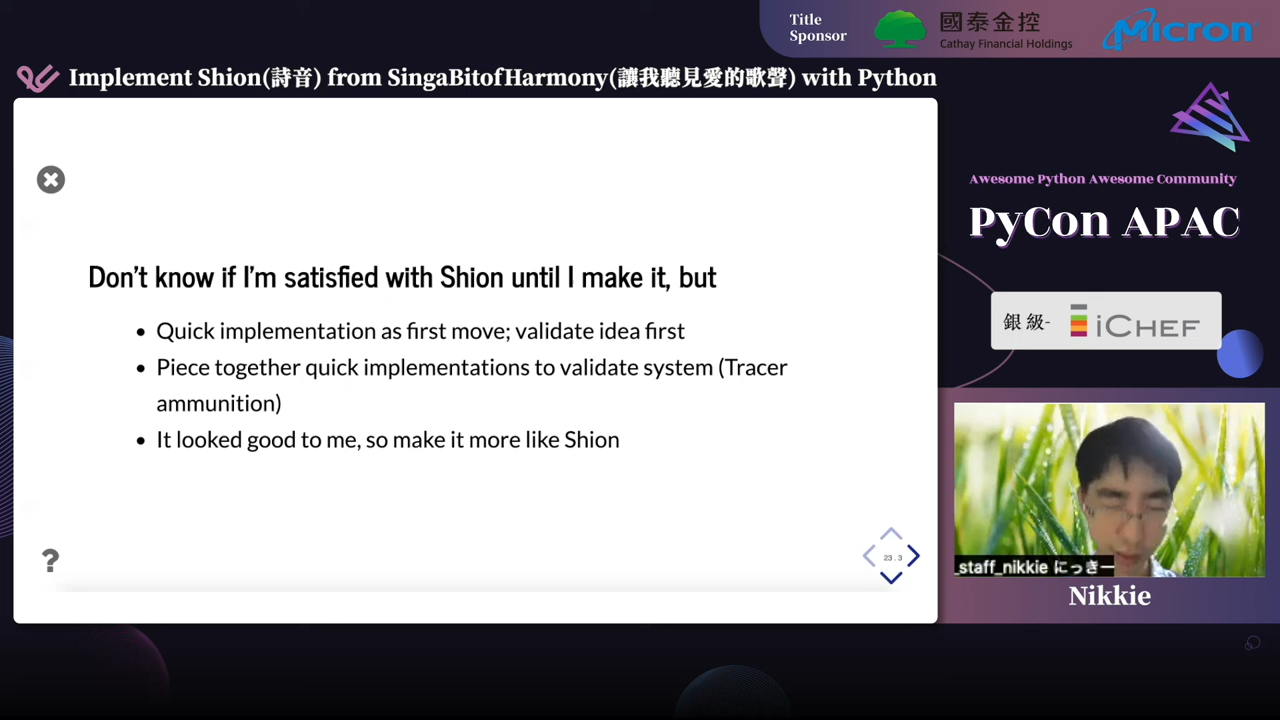 Title
Sponsor
國泰金控
Cathay Financial Holdings
Micron
Implement Shion(詩音) from SingaBitofHarmony(讓我聽見愛的歌聲) with Python
Awesome Python Awesome Community
PyCon APAC
銀級-
iCHEF
Don't know if I'm satisfied with Shion until I make it, but
• Quick implementation as first move; validate idea first
• Piece together quick implementations to validate system (Tracer
ammunition)
• It looked good to me, so make it more like Shion
?
23.3
_staff_nikkie にっきー
Nikkie